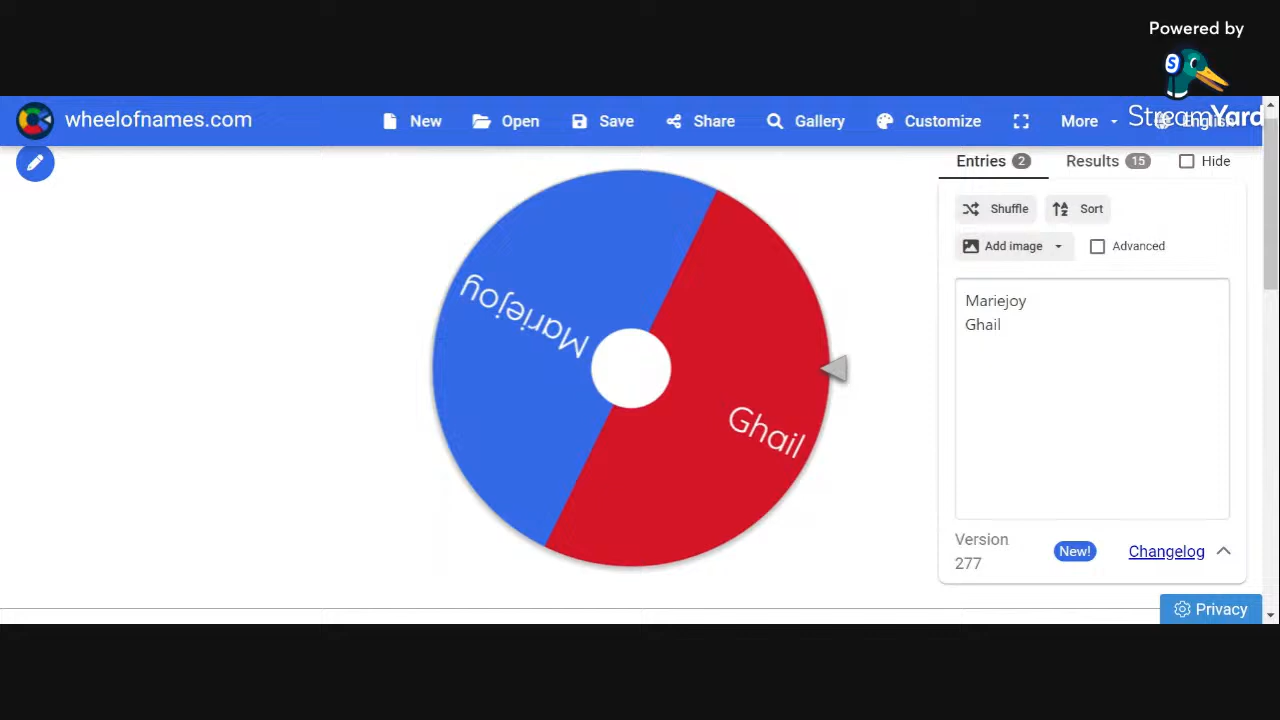 Powered by
StreamYard
wheelofnames.com
New
Open
Save
Share
Gallery
Customize
More
English
Entries 2
Results 15
Hide
Shuffle
Sort
Add image
Advanced
Mariejoy
Ghail
Mariejoy
Ghail
Version
277
New!
Changelog
Privacy